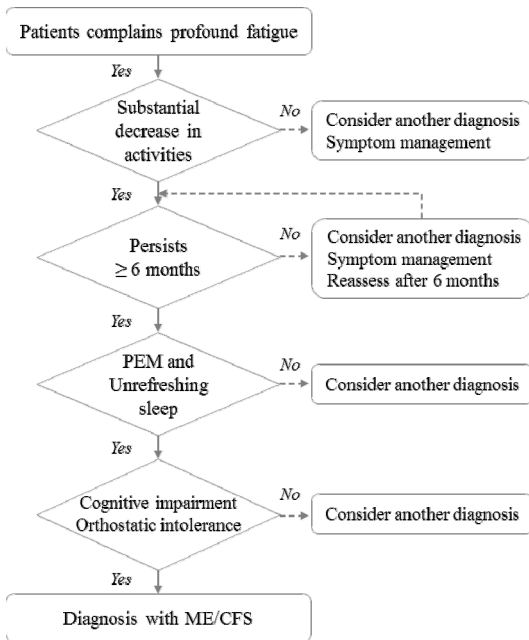 Patients complains profound fatigue
Yes
Substantial
decrease in
activities
No
Consider another diagnosis
Symptom management
Yes
Persists
≥ 6 months
No
Consider another diagnosis
Symptom management
Reassess after 6 months
Yes
PEM and
Unrefreshing
sleep
No
Consider another diagnosis
Yes
Cognitive impairment
Orthostatic intolerance
No
Consider another diagnosis
Yes
Diagnosis with ME/CFS